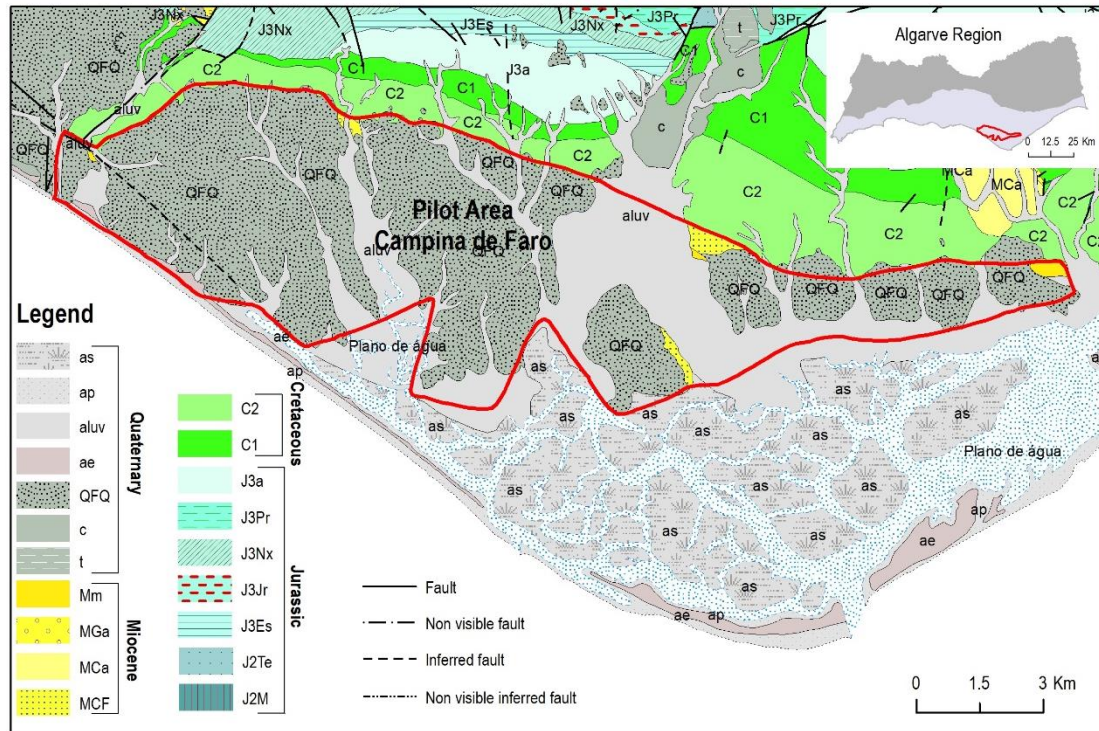 J3Nx
J3Nx
J3Es
J3Nx
J3Pr
J3Pr
t
QFQ
C2
C1
J3a
C1
C1
c
Algarve Region
0 12.5 25 Km
aluv
C2
C2
c
C1
MCa
MCa
QFQ
aluv
QFQ
QFQ
QFQ
C2
C2
C2
Pilot Area
Campina de Faro
QFQ
aluv
aluv
C2
C2
C2
QFQ
QFQ
QFQ
QFQ
QFQ
QFQ
ae
Plano de água
ap
as
as
as
as
as
as
as
as
as
as
as
as
as
Plano de água
ap
ae
ae
ap
a
Legend
as
ap
aluv
ae
QFQ
c
t
Quaternary
Mm
MGa
MCa
MCF
Miocene
C2
C1
Cretaceous
J3a
J3Pr
J3Nx
J3Jr
J3Es
J2Te
J2M
Jurassic
Fault
Non visible fault
Inferred fault
Non visible inferred fault
0 1.5 3 Km